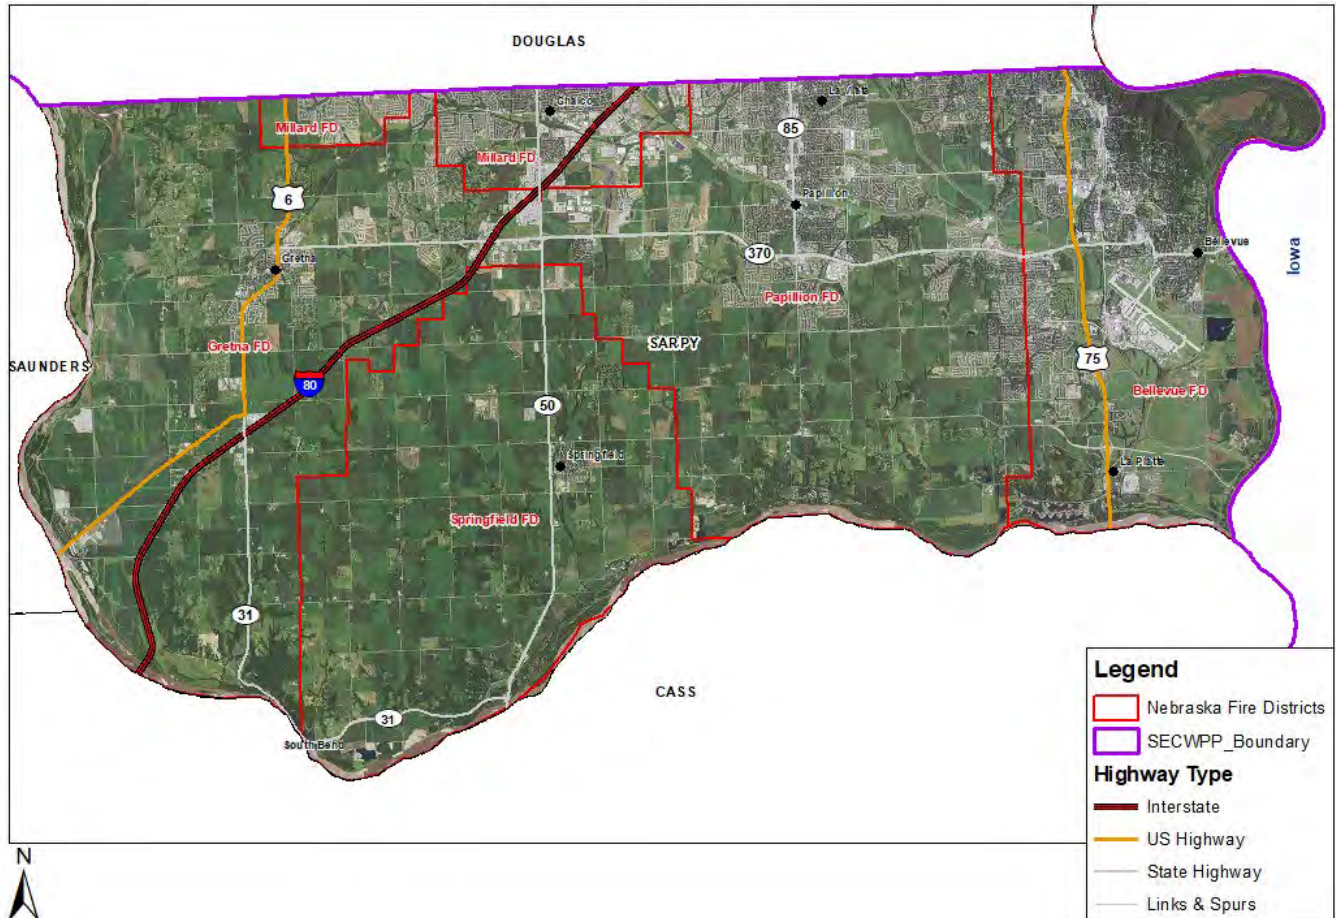 DOUGLAS
Chalco
La Vista
Millard FD
85
Millard FD
6
Papillion
370
Bellevue
Iowa
Gretna
Papillion FD
Gretna FD
SARPY
SAUNDERS
75
80
Bellevue FD
50
Springfield
La Platte
Springfield FD
31
CASS
31
South Bend
Legend
Nebraska Fire Districts
SECWPP_Boundary
Highway Type
Interstate
US Highway
State Highway
Links & Spurs
N